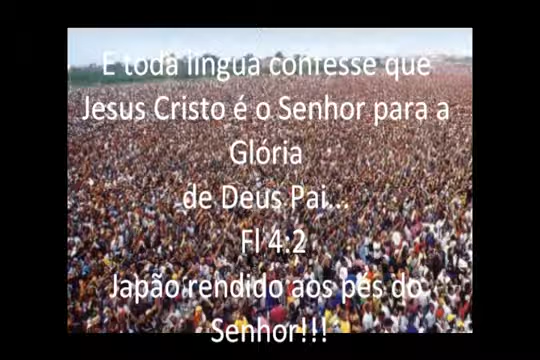 E toda lingua confesse que
Jesus Cristo é o Senhor para a
Glória
de Deus Pai...
Fl 4:2
Japão rendido aos pés do
Senhor!!!